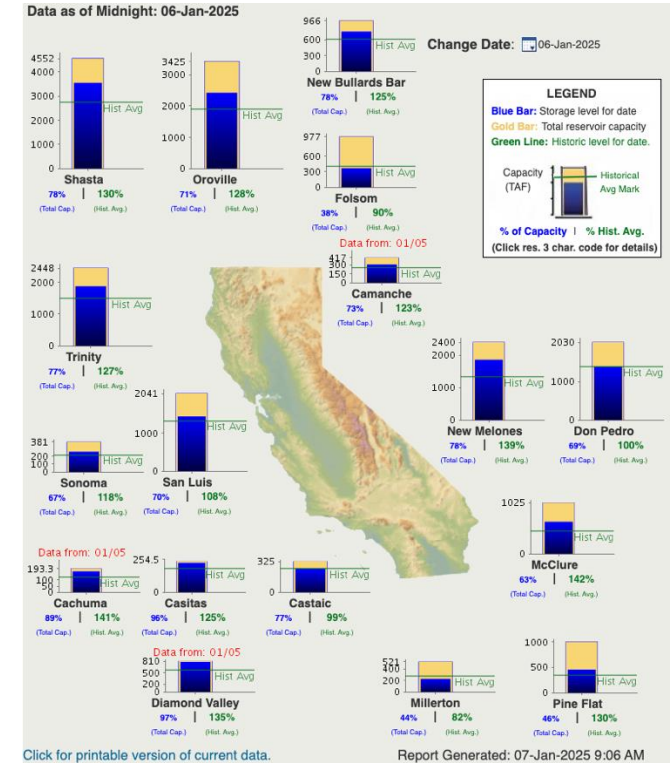 Data as of Midnight: 06-Jan-2025
Change Date: 06-Jan-2025
4552
4000
3000
2000
1000
0
Hist Avg
Shasta
78% | 130%
(Total Cap.) (Hist. Avg.)
3425
3000
2000
1000
0
Hist Avg
Oroville
71% | 128%
(Total Cap.) (Hist. Avg.)
966
600
300
0
Hist Avg
New Bullards Bar
78% | 125%
(Total Cap.) (Hist. Avg.)
977
600
300
0
Hist Avg
Folsom
38% | 90%
(Total Cap.) (Hist. Avg.)
LEGEND
Blue Bar: Storage level for date
Gold Bar: Total reservoir capacity
Green Line: Historic level for date.
Capacity
(TAF)
Historical
Avg Mark
% of Capacity | % Hist. Avg.
(Click res. 3 char. code for details)
Data from: 01/05
417
300
150
0
Hist Avg
Camanche
73% | 123%
(Total Cap.) (Hist. Avg.)
2448
2000
1000
0
Hist Avg
Trinity
77% | 127%
(Total Cap.) (Hist. Avg.)
2400
2000
1000
0
Hist Avg
New Melones
78% | 139%
(Total Cap.) (Hist. Avg.)
2030
1000
0
Hist Avg
Don Pedro
69% | 100%
(Total Cap.) (Hist. Avg.)
381
200
100
0
Hist Avg
Sonoma
67% | 118%
(Total Cap.) (Hist. Avg.)
2041
1000
0
Hist Avg
San Luis
70% | 108%
(Total Cap.) (Hist. Avg.)
1025
0
Hist Avg
McClure
63% | 142%
(Total Cap.) (Hist. Avg.)
Data from: 01/05
193.3
100
50
0
Hist Avg
Cachuma
89% | 141%
(Total Cap.) (Hist. Avg.)
254.5
0
Hist Avg
Casitas
96% | 125%
(Total Cap.) (Hist. Avg.)
325
0
Hist Avg
Castaic
77% | 99%
(Total Cap.) (Hist. Avg.)
Data from: 01/05
810
500
200
0
Hist Avg
Diamond Valley
97% | 135%
(Total Cap.) (Hist. Avg.)
521
400
200
0
Hist Avg
Millerton
44% | 82%
(Total Cap.) (Hist. Avg.)
1000
500
0
Hist Avg
Pine Flat
46% | 130%
(Total Cap.) (Hist. Avg.)
Click for printable version of current data.
Report Generated: 07-Jan-2025 9:06 AM